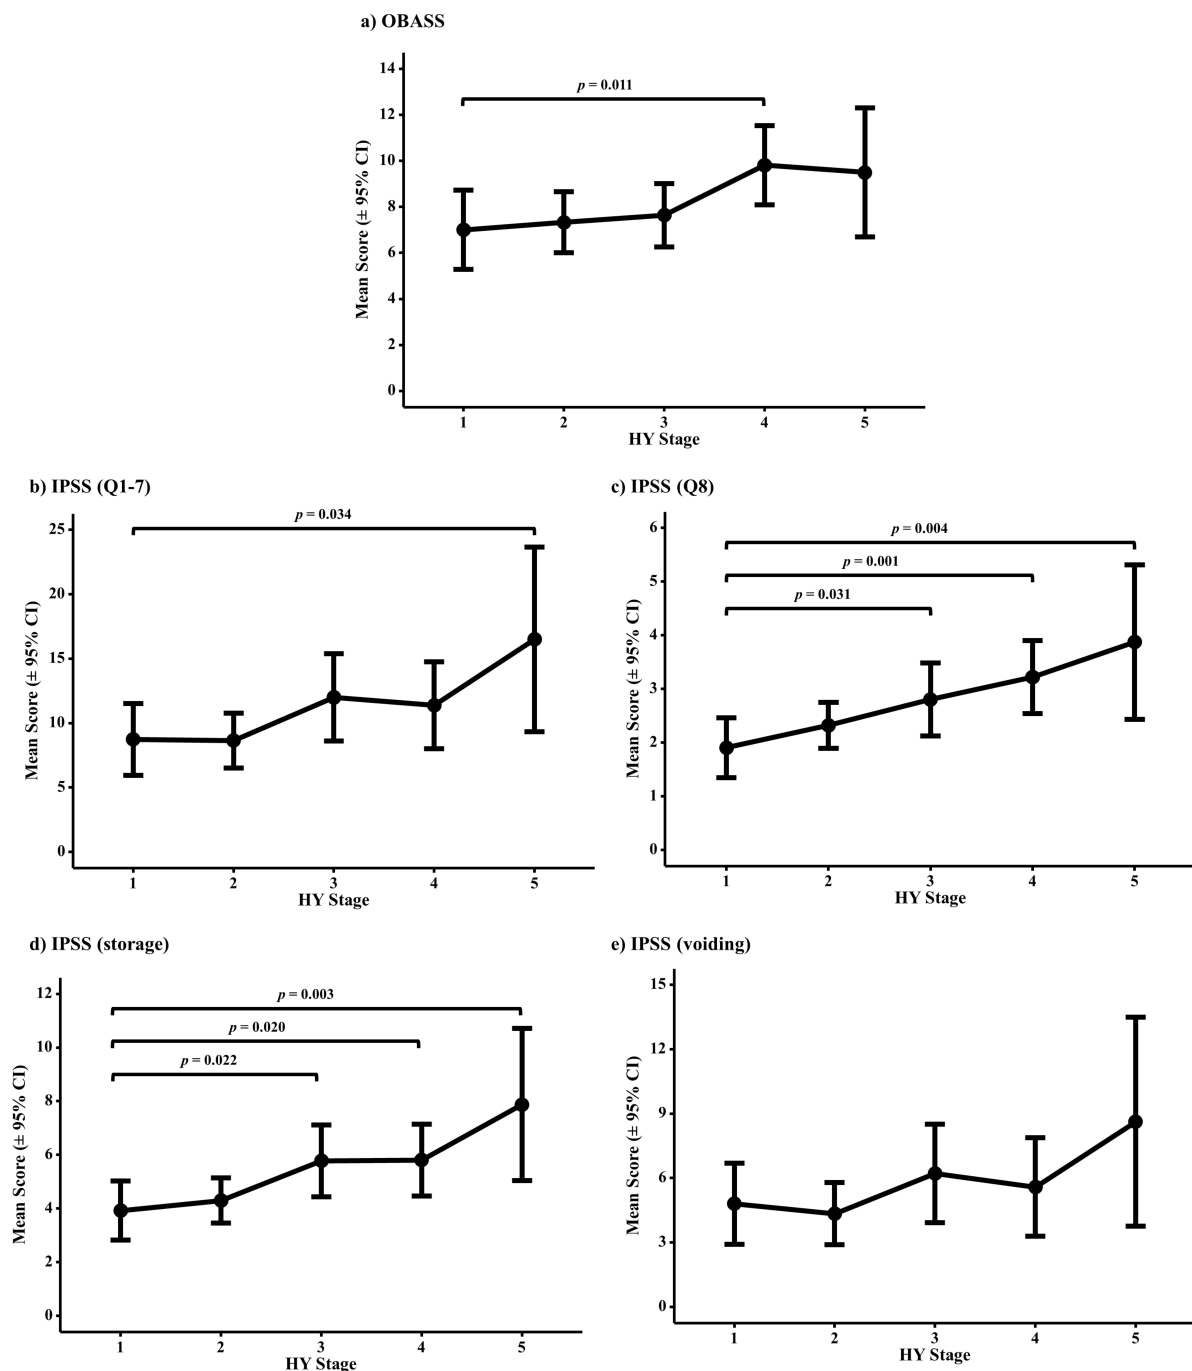 a) OBASS
Mean Score (± 95% CI)
14
12
10
8
6
4
2
0
p = 0.011
1 2 3 4 5
HY Stage
b) IPSS (Q1-7)
Mean Score (± 95% CI)
25
20
15
10
5
0
p = 0.034
1 2 3 4 5
HY Stage
c) IPSS (Q8)
Mean Score (± 95% CI)
6
5
4
3
2
1
0
p = 0.004
p = 0.001
p = 0.031
1 2 3 4 5
HY Stage
d) IPSS (storage)
Mean Score (± 95% CI)
12
10
8
6
4
2
0
p = 0.003
p = 0.020
p = 0.022
1 2 3 4 5
HY Stage
e) IPSS (voiding)
Mean Score (± 95% CI)
15
12
9
6
3
0
1 2 3 4 5
HY Stage